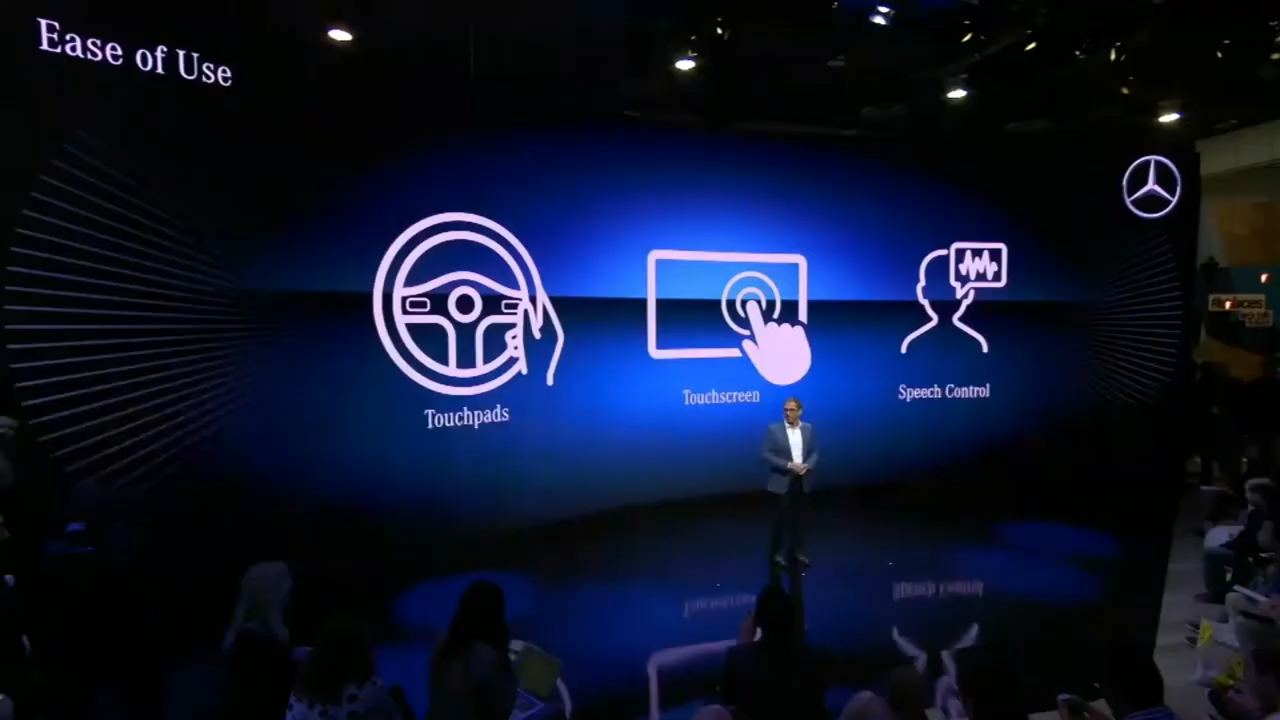 Ease of Use
Touchpads
Touchscreen
Speech Control